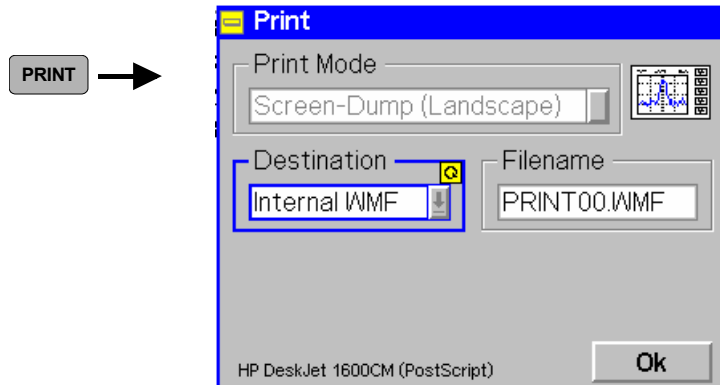 Print
PRINT
Print Mode
Screen-Dump (Landscape)
Destination
Filename
Internal WMF
PRINT00.WMF
HP DeskJet 1600CM (PostScript)
Ok